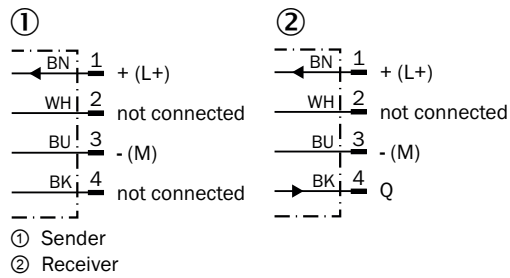 ① ②
BN 1 + (L+) BN 1 + (L+)
WH 2 not connected WH 2 not connected
BU 3 - (M) BU 3 - (M)
BK 4 not connected BK 4 Q
① Sender
② Receiver